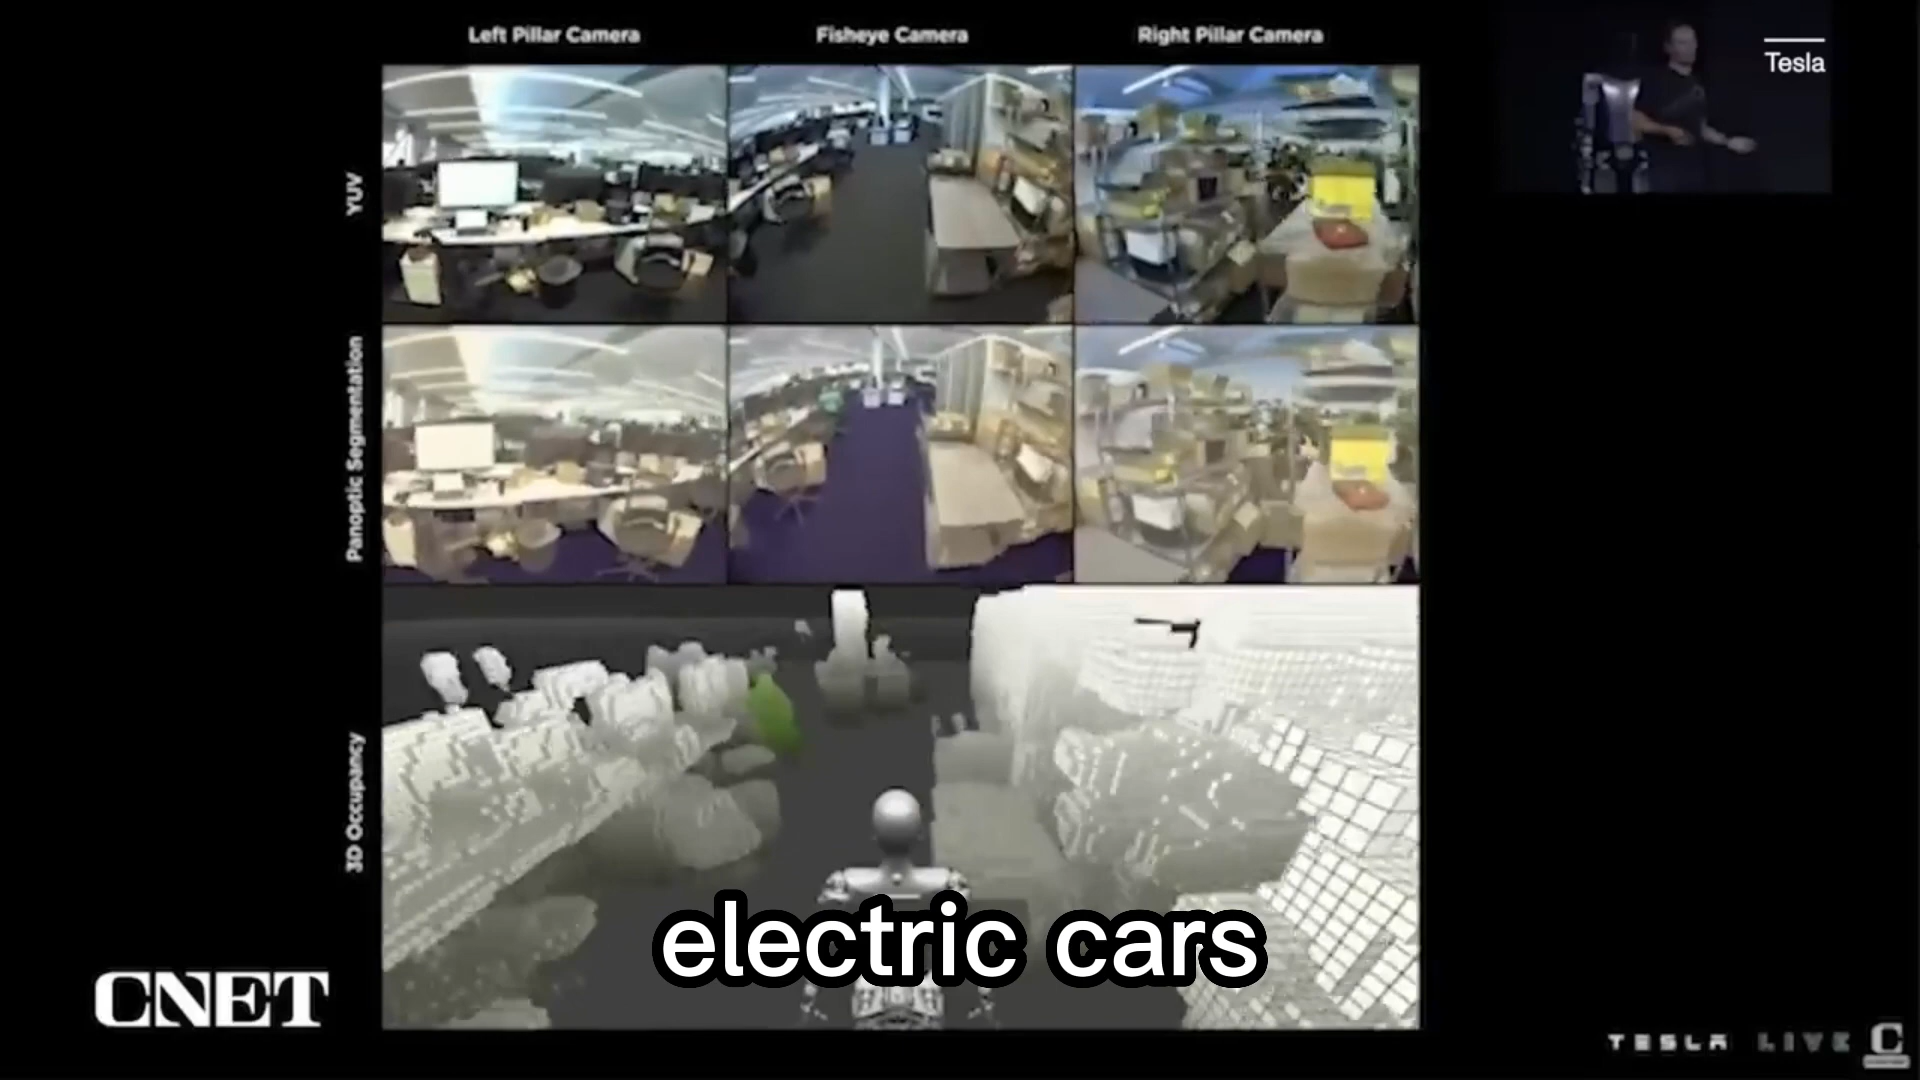 Left Pillar Camera
Fisheye Camera
Right Pillar Camera
Tesla
YUV
Panoptic Segmentation
3D Occupancy
electric cars
CNET
TESLA LIVE
C